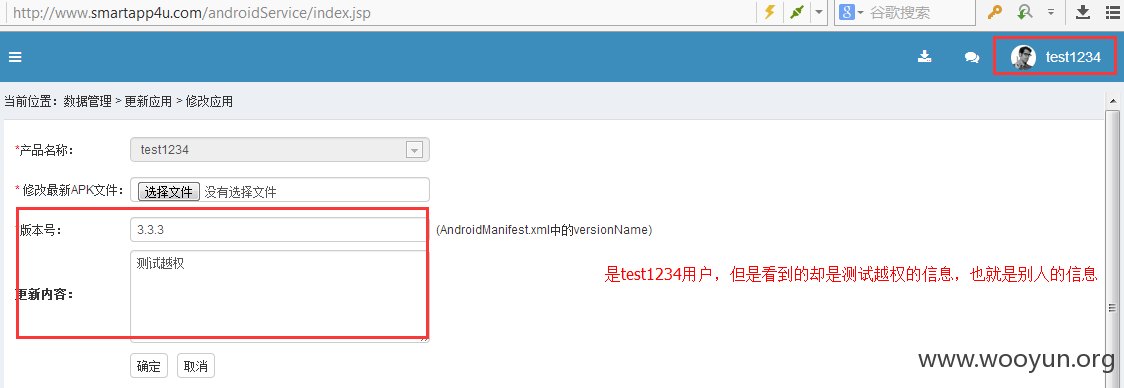 http://www.smartapp4u.com/androidService/index.jsp
谷歌搜索
test1234
当前位置：数据管理 > 更新应用 > 修改应用
*产品名称： test1234
* 修改最新APK文件： 选择文件 没有选择文件
版本号： 3.3.3 (AndroidManifest.xml中的versionName)
更新内容： 测试越权
是test1234用户，但是看到的却是测试越权的信息，也就是别人的信息
确定 取消
www.wooyun.org